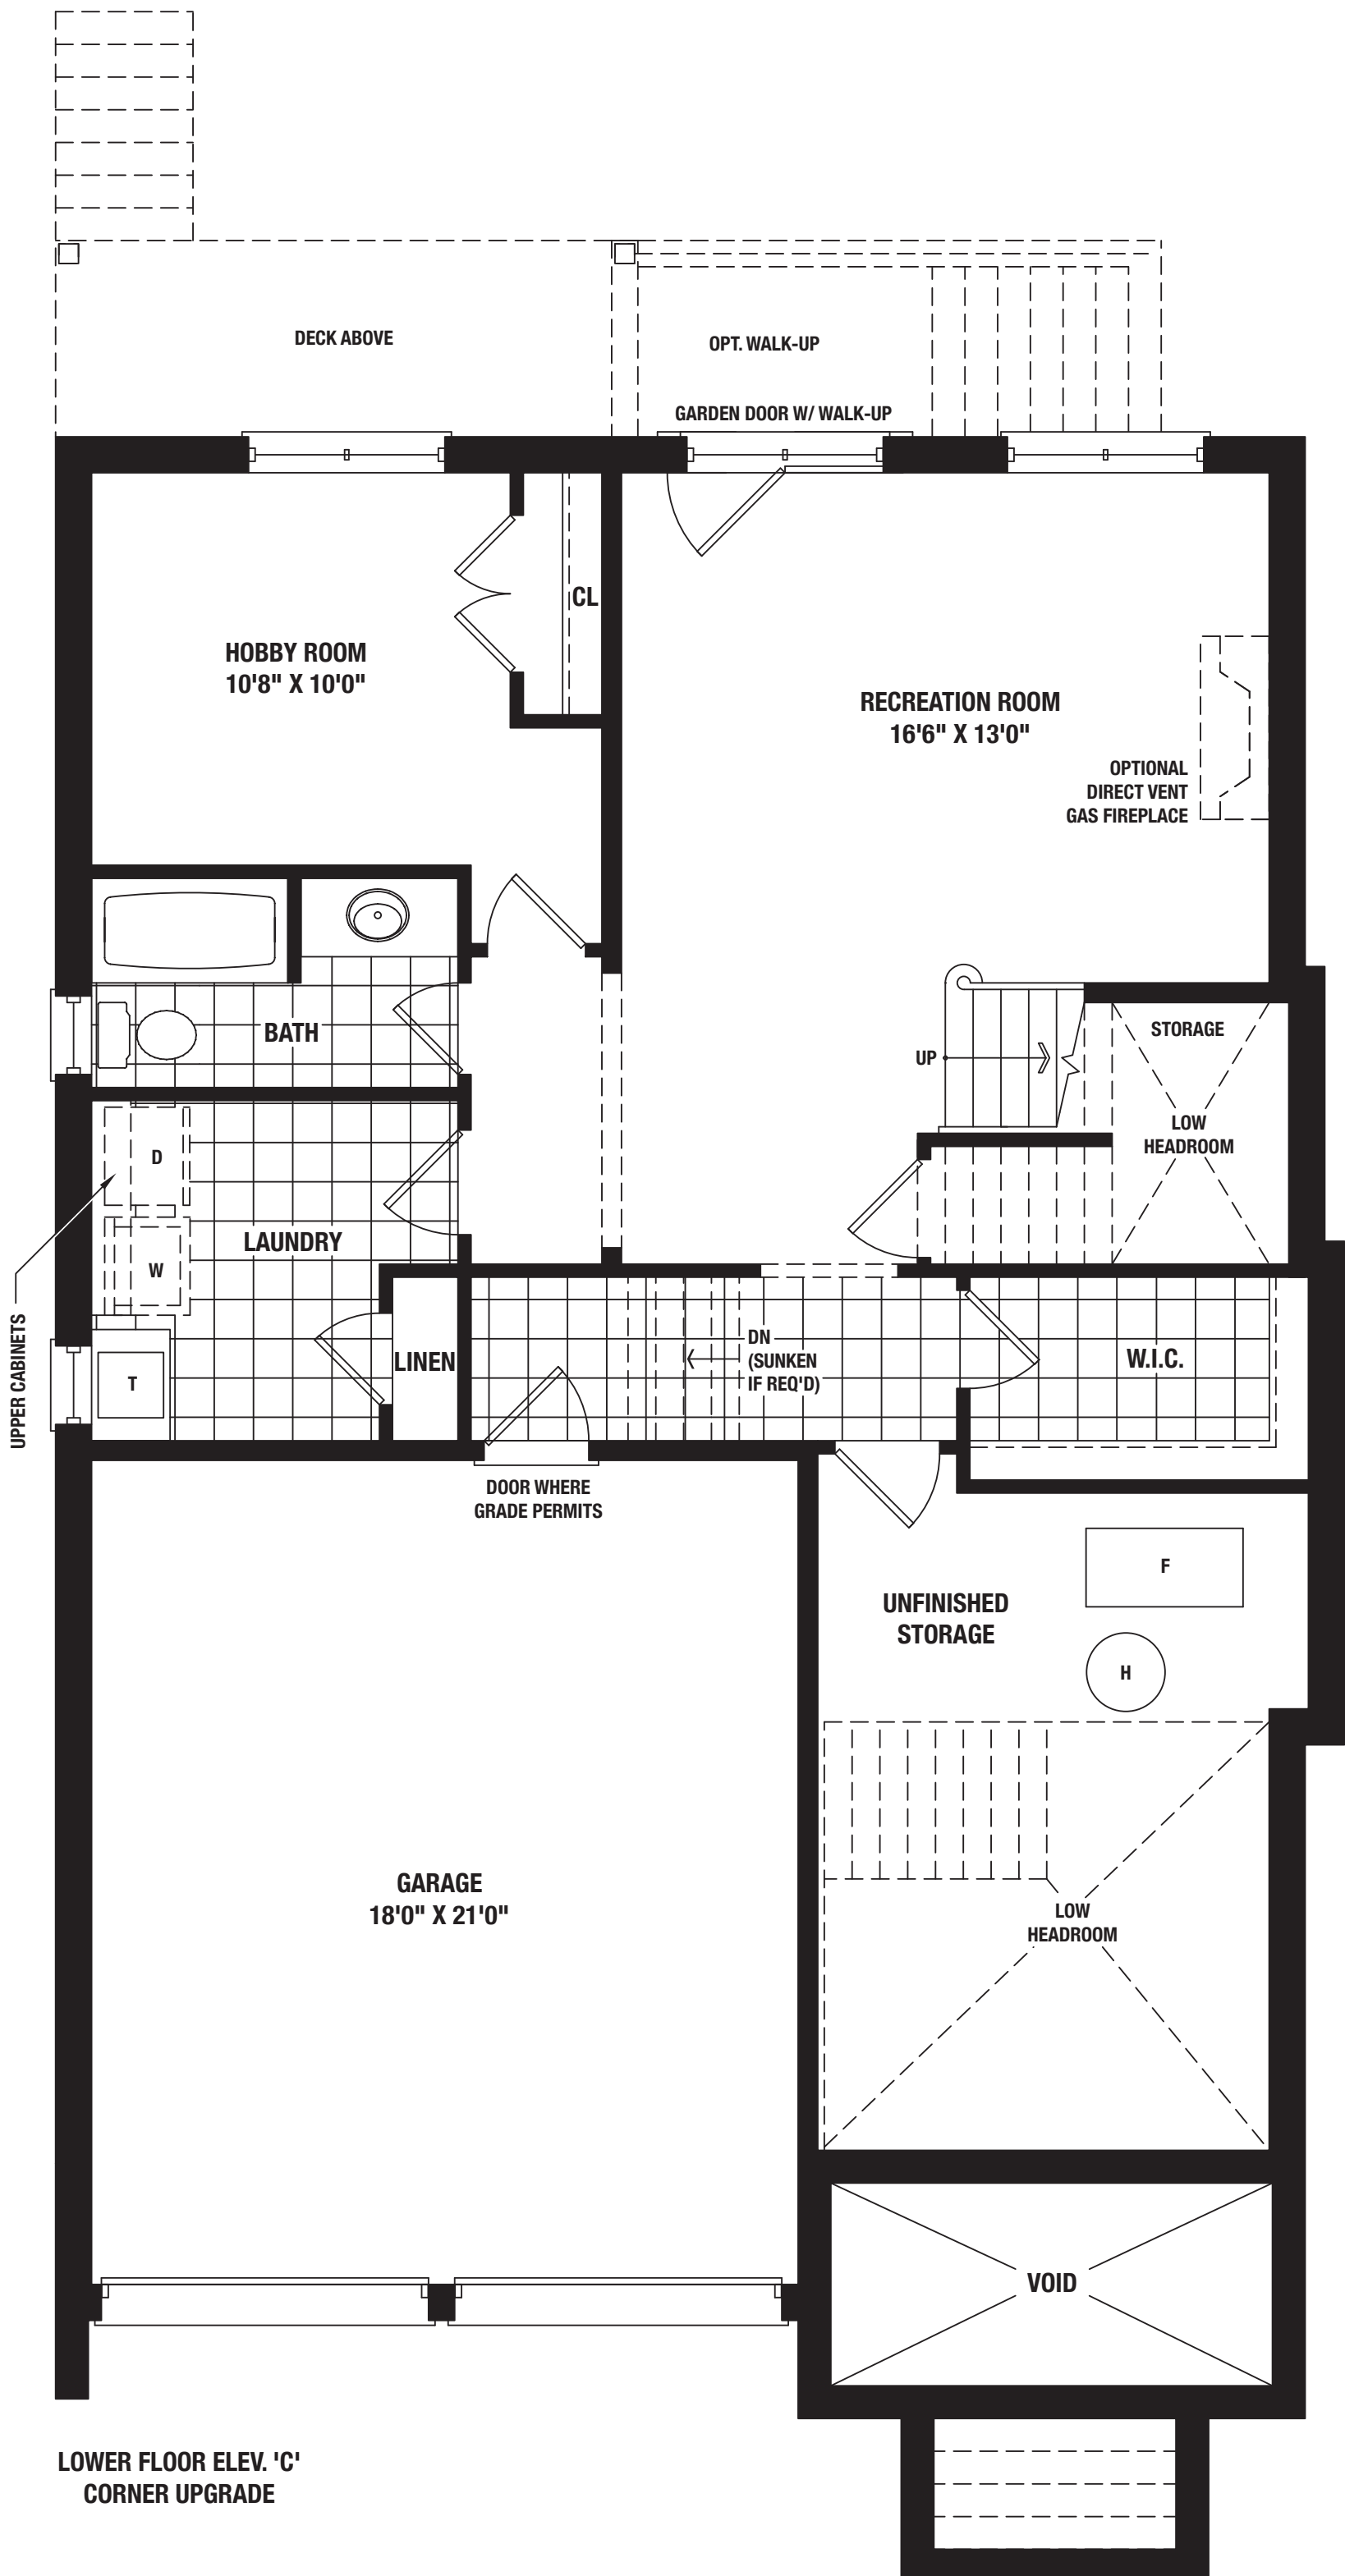 DECK ABOVE
OPT. WALK-UP
GARDEN DOOR W/ WALK-UP
CL
HOBBY ROOM
10'8" X 10'0"
RECREATION ROOM
16'6" X 13'0"
OPTIONAL
DIRECT VENT
GAS FIREPLACE
BATH
STORAGE
UP
LOW
HEADROOM
D
LAUNDRY
W
UPPER CABINETS
T
LINEN
DN
(SUNKEN
IF REQ'D)
W.I.C.
DOOR WHERE
GRADE PERMITS
F
UNFINISHED
STORAGE
H
GARAGE
18'0" X 21'0"
LOW
HEADROOM
VOID
LOWER FLOOR ELEV. 'C'
CORNER UPGRADE